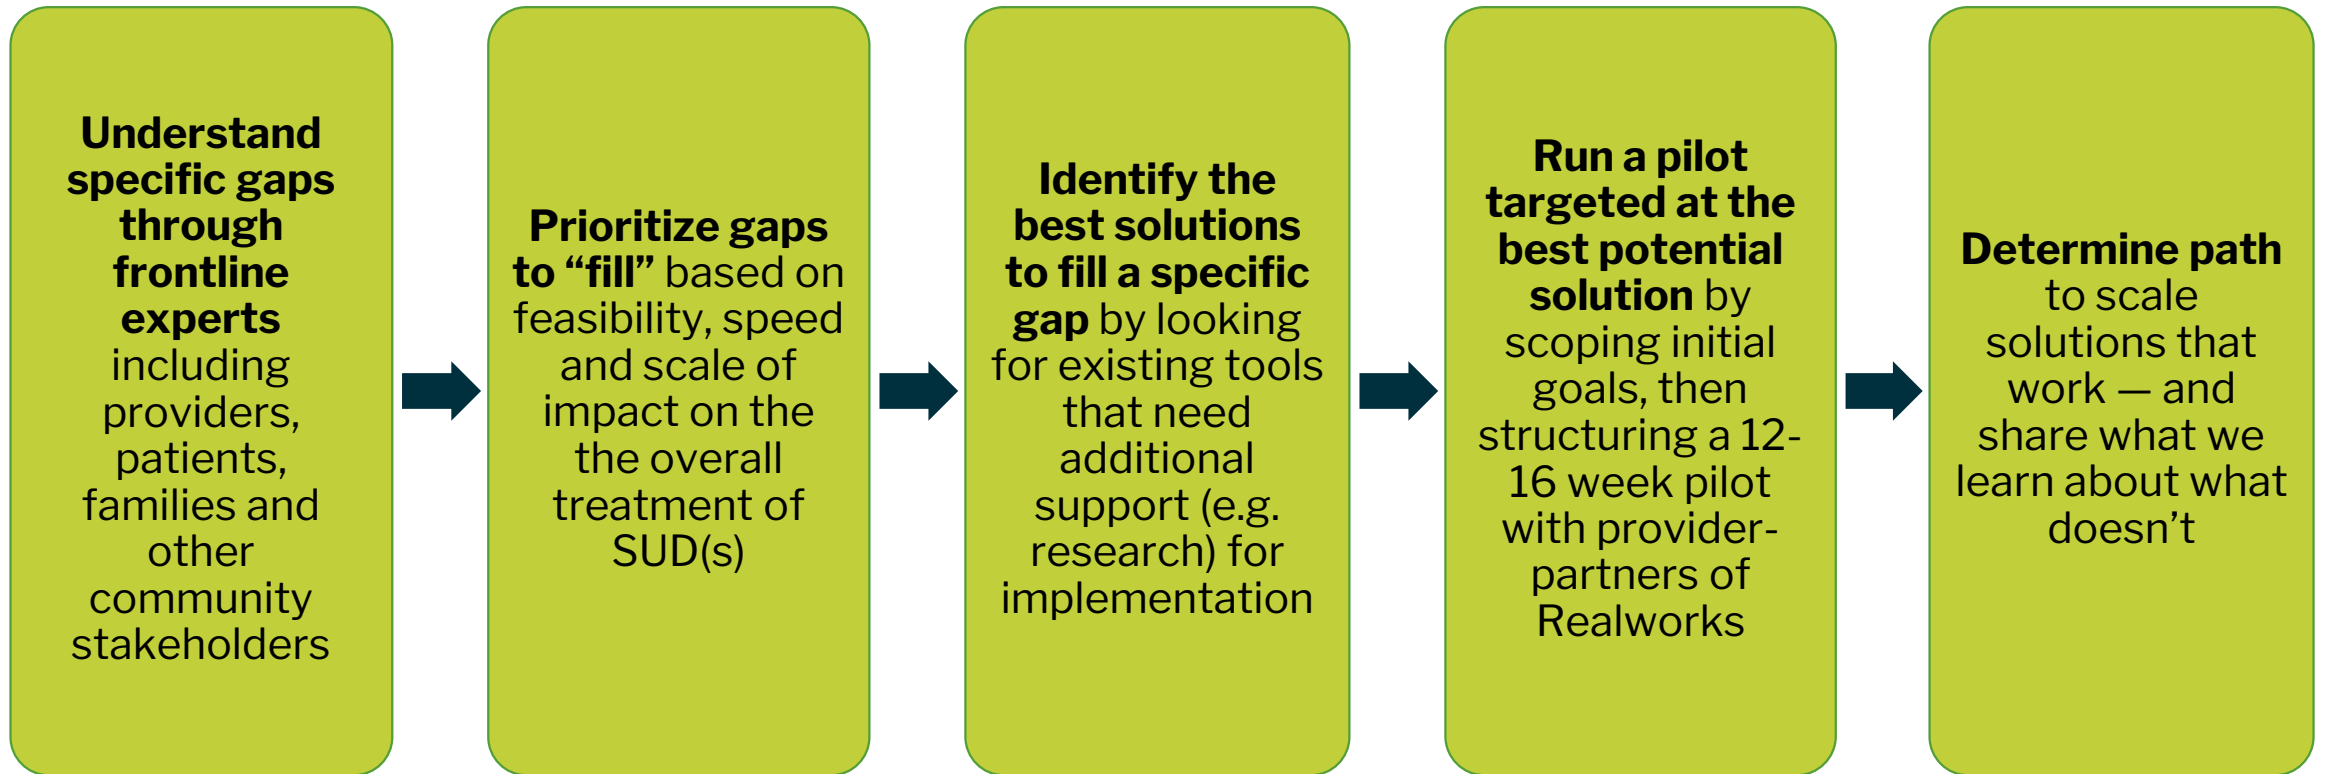 Understand
specific gaps
through
frontline
experts
including
providers,
patients,
families and
other
community
stakeholders
Prioritize gaps
to “fill” based on
feasibility, speed
and scale of
impact on the
the overall
treatment of
SUD(s)
Identify the
best solutions
to fill a specific
gap by looking
for existing tools
that need
additional
support (e.g.
research) for
implementation
Run a pilot
targeted at the
best potential
solution by
scoping initial
goals, then
structuring a 12-
16 week pilot
with provider-
partners of
Realworks
Determine path
to scale
solutions that
work — and
share what we
learn about what
doesn’t